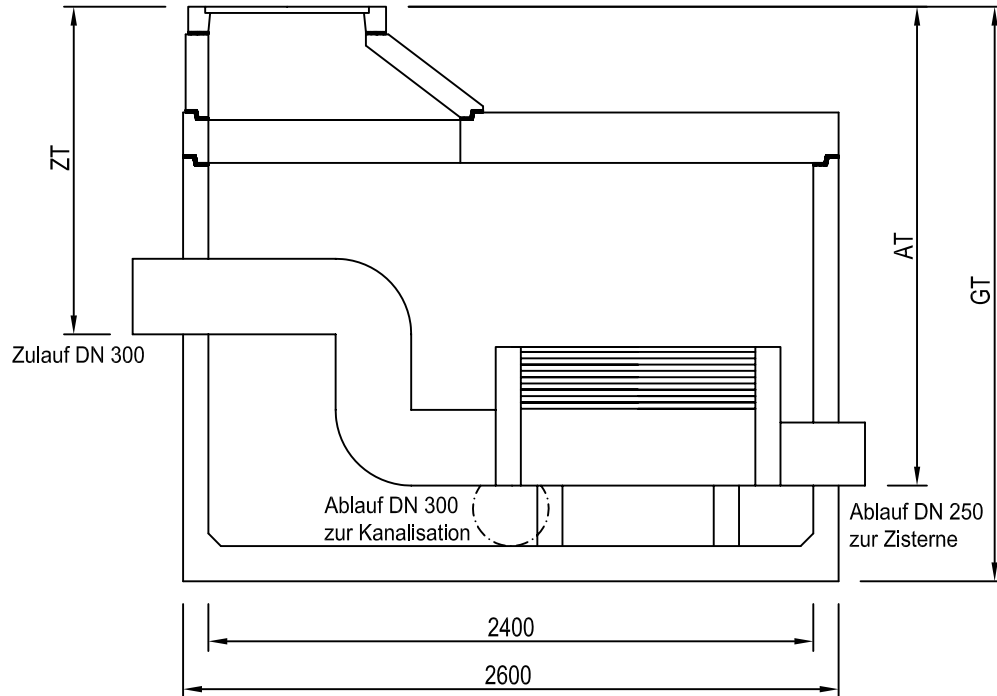 ZT
AT
GT
Zulauf DN 300
Ablauf DN 300
zur Kanalisation
Ablauf DN 250
zur Zisterne
2400
2600